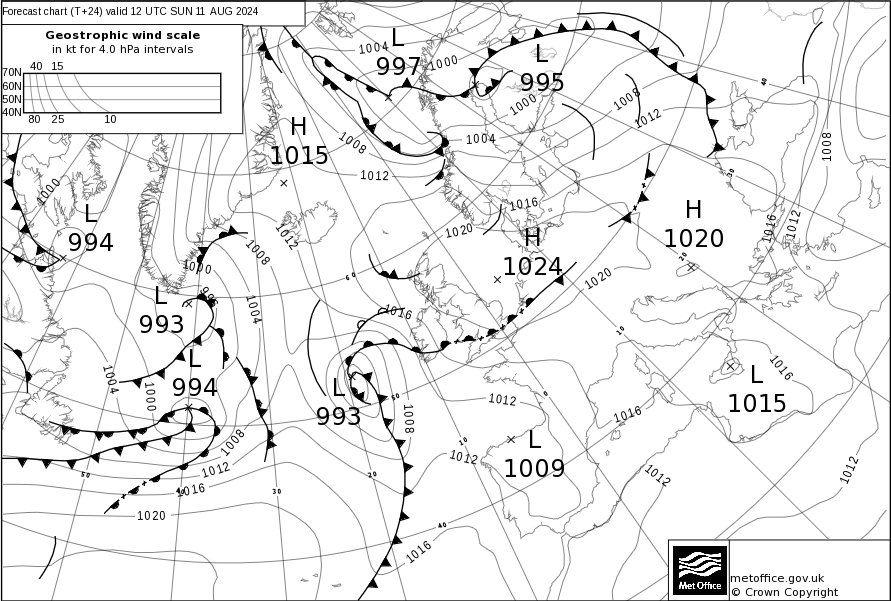 Forecast chart (T+24) valid 12 UTC SUN 11 AUG 2024
Geostrophic wind scale
in kt for 4.0 hPa intervals
40 15
70N
60N
50N
40N
80 25 10
L
997
1004
1000
L
995
1000
1008
1012
40
1008
H
1015
1008
1004
1012
30
1000
L
994
1012
1008
1016
1020
H
1024
H
1020
1016
1012
20
1000
996
60
1020
L
993
1004
1016
10
L
994
1004
1000
L
993
50
1008
1012
0
1016
L
1015
1016
1008
1012
10
L
1009
1012
1012
50
40
1016
30
20
1020
40
1016
metoffice.gov.uk
© Crown Copyright
Met Office